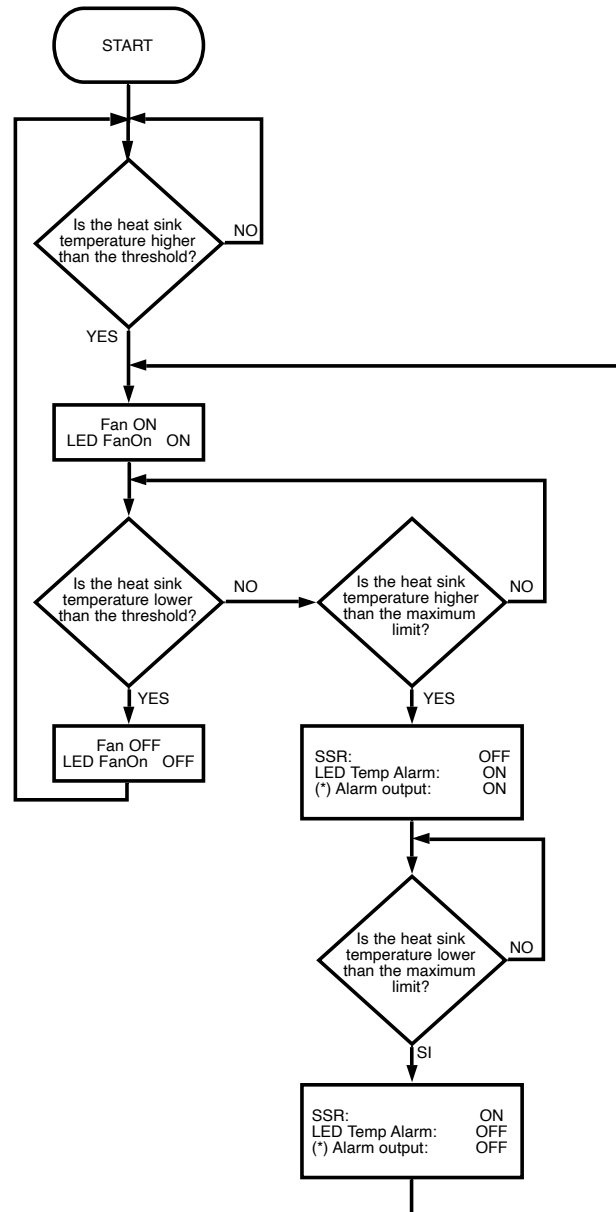 START
Is the heat sink
temperature higher
than the threshold?
NO
YES
Fan ON
LED FanOn ON
Is the heat sink
temperature lower
than the threshold?
NO
Is the heat sink
temperature higher
than the maximum
limit?
NO
YES
YES
Fan OFF
LED FanOn OFF
SSR: OFF
LED Temp Alarm: ON
(*) Alarm output: ON
Is the heat sink
temperature lower
than the maximum
limit?
NO
SI
SSR: ON
LED Temp Alarm: OFF
(*) Alarm output: OFF